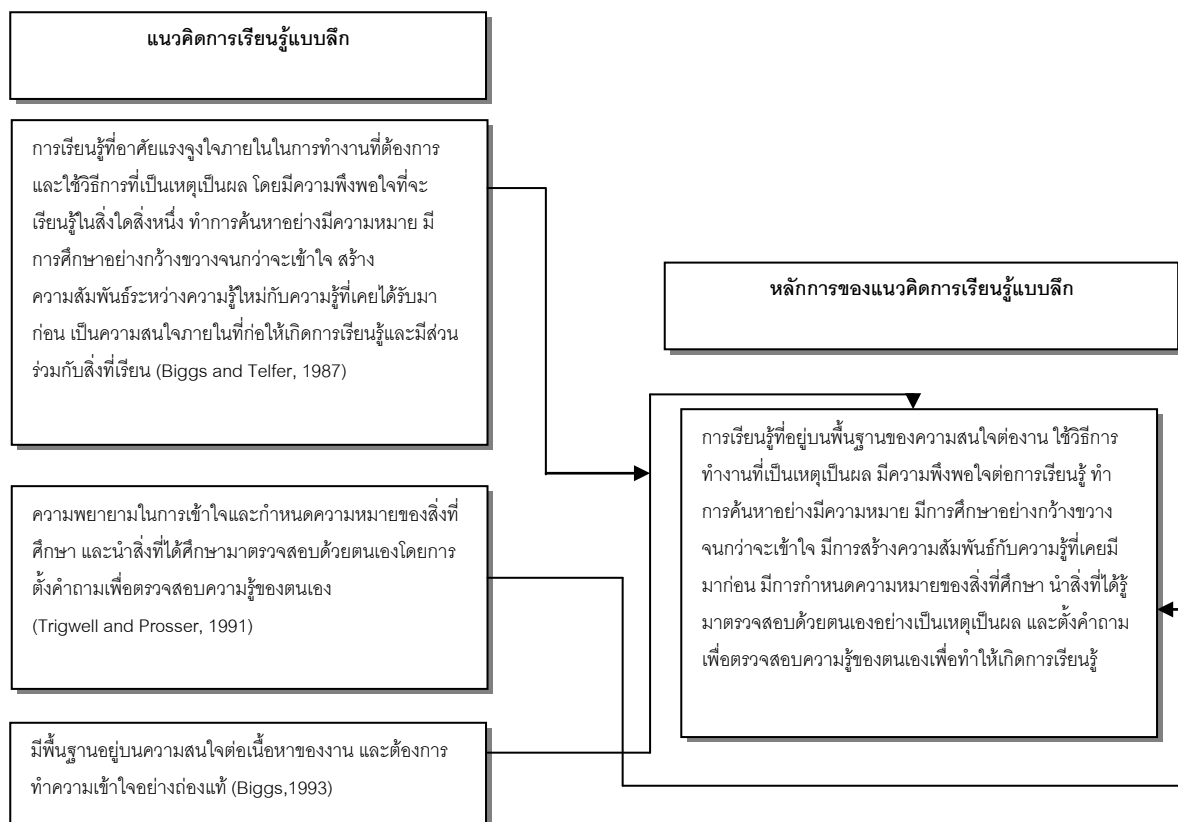 แนวคิดการเรียนรู้แบบลึก
การเรียนรู้ที่อาศัยแรงจูงใจภายในในการทำงานที่ต้องการ
และใช้วิธีการที่เป็นเหตุเป็นผล โดยมีความพึงพอใจที่จะ
เรียนรู้ในสิ่งใดสิ่งหนึ่ง ทำการค้นหาอย่างมีความหมาย มี
การศึกษาอย่างกว้างขวางจนกว่าจะเข้าใจ สร้าง
ความสัมพันธ์ระหว่างความรู้ใหม่กับความรู้ที่เคยได้รับมา
ก่อน เป็นความสนใจภายในที่ก่อให้เกิดการเรียนรู้และมีส่วน
ร่วมกับสิ่งที่เรียน (Biggs and Telfer, 1987)
ความพยายามในการเข้าใจและกำหนดความหมายของสิ่งที่
ศึกษา และนำสิ่งที่ได้ศึกษามาตรวจสอบด้วยตนเองโดยการ
ตั้งคำถามเพื่อตรวจสอบความรู้ของตนเอง
(Trigwell and Prosser, 1991)
มีพื้นฐานอยู่บนความสนใจต่อเนื้อหาของงาน และต้องการ
ทำความเข้าใจอย่างถ่องแท้ (Biggs,1993)
หลักการของแนวคิดการเรียนรู้แบบลึก
การเรียนรู้ที่อยู่บนพื้นฐานของความสนใจต่องาน ใช้วิธีการ
ทำงานที่เป็นเหตุเป็นผล มีความพึงพอใจต่อการเรียนรู้ ทำ
การค้นหาอย่างมีความหมาย มีการศึกษาอย่างกว้างขวาง
จนกว่าจะเข้าใจ มีการสร้างความสัมพันธ์กับความรู้ที่เคยมี
มาก่อน มีการกำหนดความหมายของสิ่งที่ศึกษา นำสิ่งที่ได้รู้
มาตรวจสอบด้วยตนเองอย่างเป็นเหตุเป็นผล และตั้งคำถาม
เพื่อตรวจสอบความรู้ของตนเองเพื่อทำให้เกิดการเรียนรู้